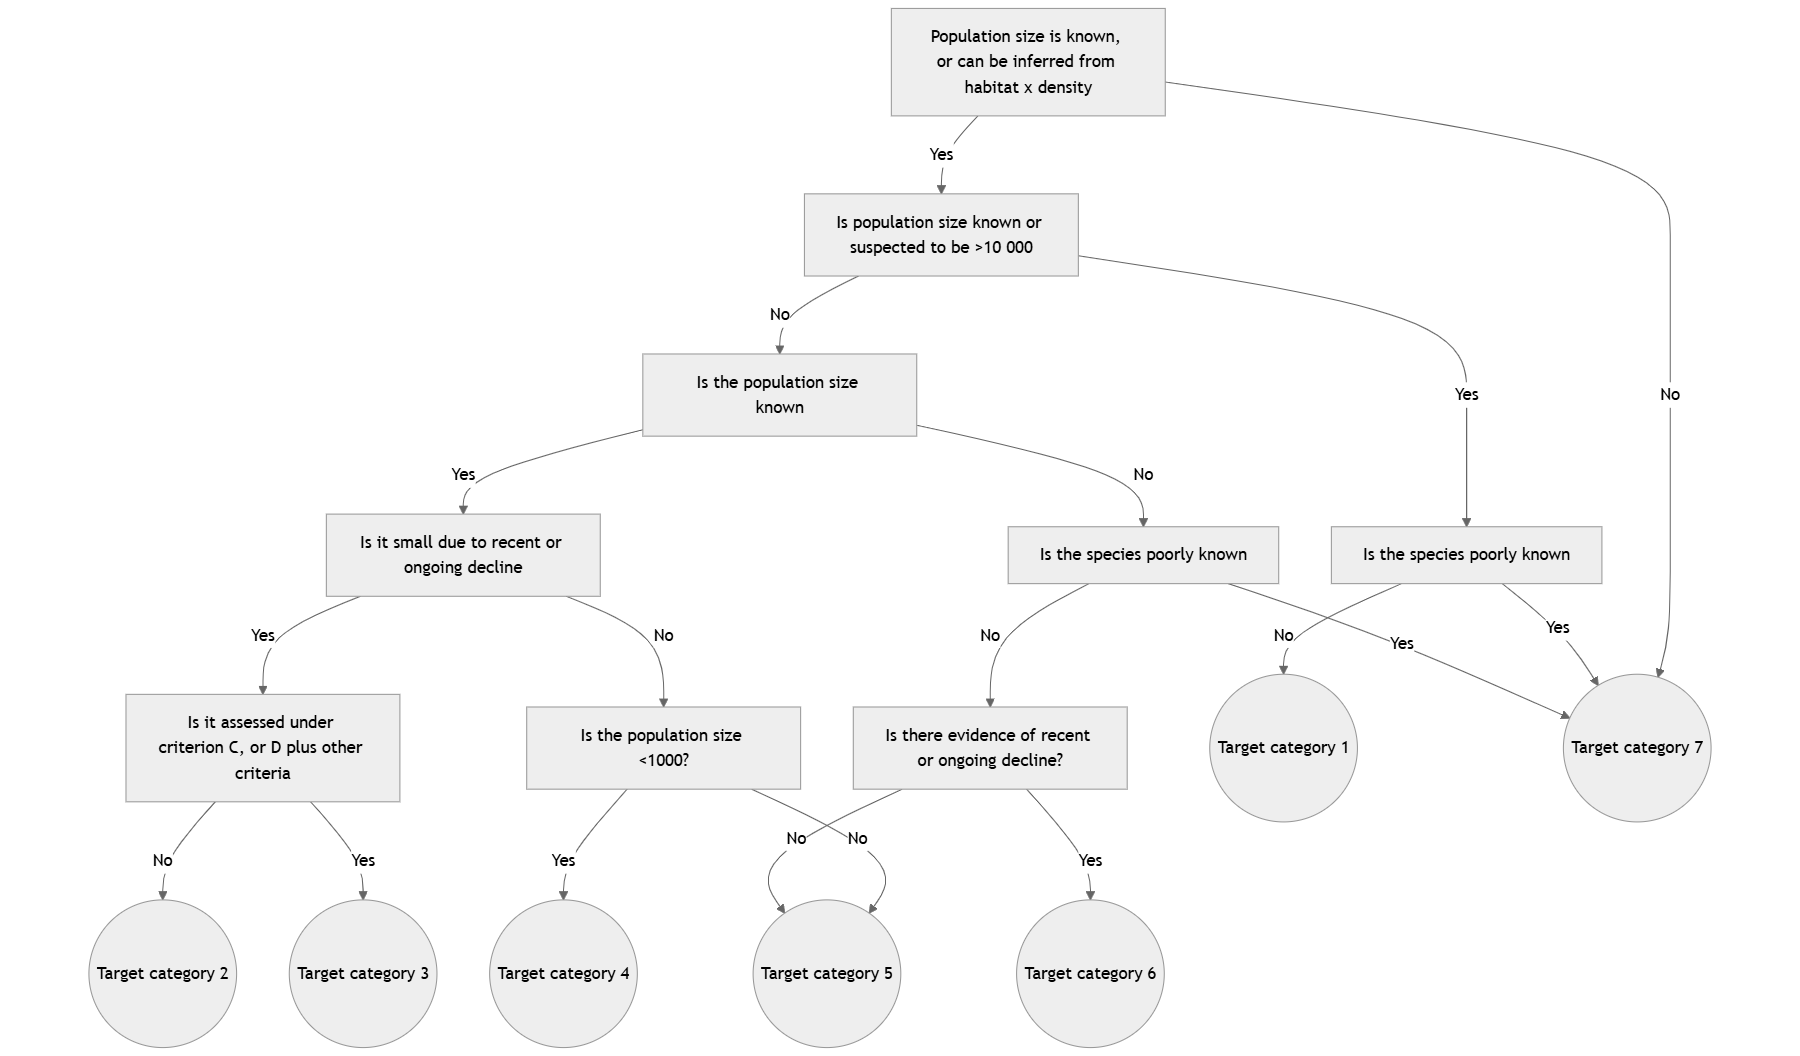 Population size is known,
or can be inferred from
habitat x density
Yes
Is population size known or
suspected to be >10 000
No
Is the population size
known
Yes
No
Yes
No
Is it small due to recent or
ongoing decline
Is the species poorly known
Is the species poorly known
Yes
No
No
No
Yes
Yes
Is it assessed under
criterion C, or D plus other
criteria
Is the population size
<1000?
Is there evidence of recent
or ongoing decline?
Target category 1
Target category 7
No
Yes
Yes
No
No
Yes
Target category 2
Target category 3
Target category 4
Target category 5
Target category 6